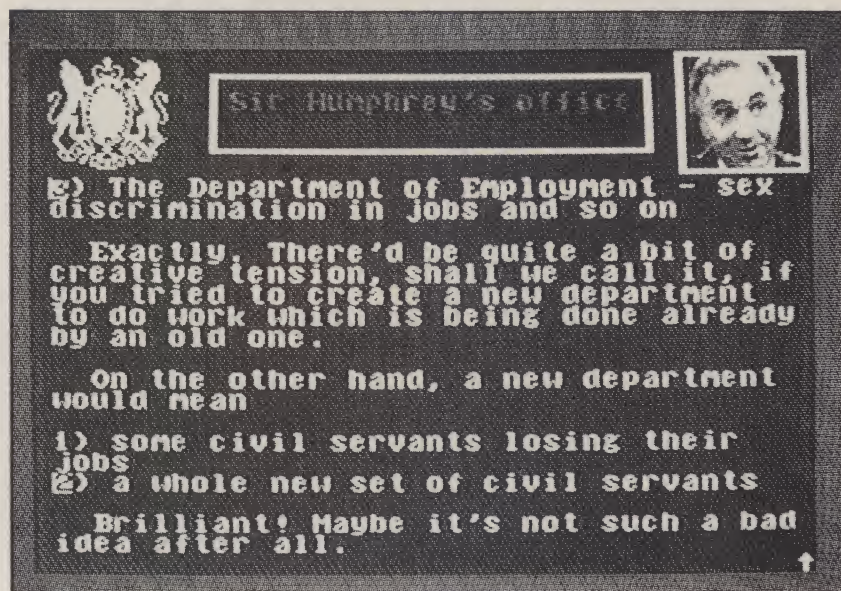 Sir Humphrey's office
2) The Department of Employment - sex
discrimination in jobs and so on
Exactly. There'd be quite a bit of
creative tension, shall we call it, if
you tried to create a new department
to do work which is being done already
by an old one.
On the other hand, a new department
would mean
1) some civil servants losing their
jobs
2) a whole new set of civil servants
Brilliant! Maybe it's not such a bad
idea after all.